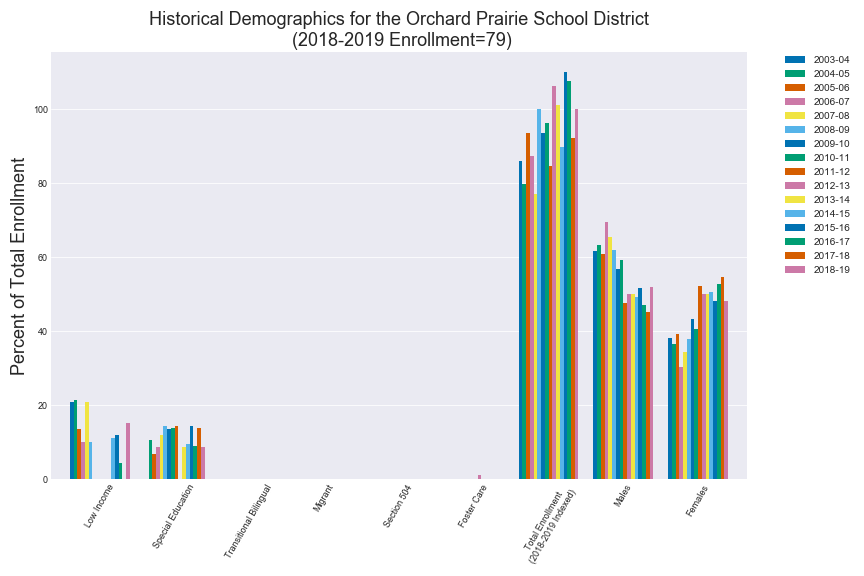 Historical Demographics for the Orchard Prairie School District
(2018-2019 Enrollment=79)
Percent of Total Enrollment
100
80
60
40
20
0
Low Income
Special Education
Transitional Bilingual
Migrant
Section 504
Foster Care
Total Enrollment
(2018-2019 Indexed)
Males
Females
2003-04
2004-05
2005-06
2006-07
2007-08
2008-09
2009-10
2010-11
2011-12
2012-13
2013-14
2014-15
2015-16
2016-17
2017-18
2018-19